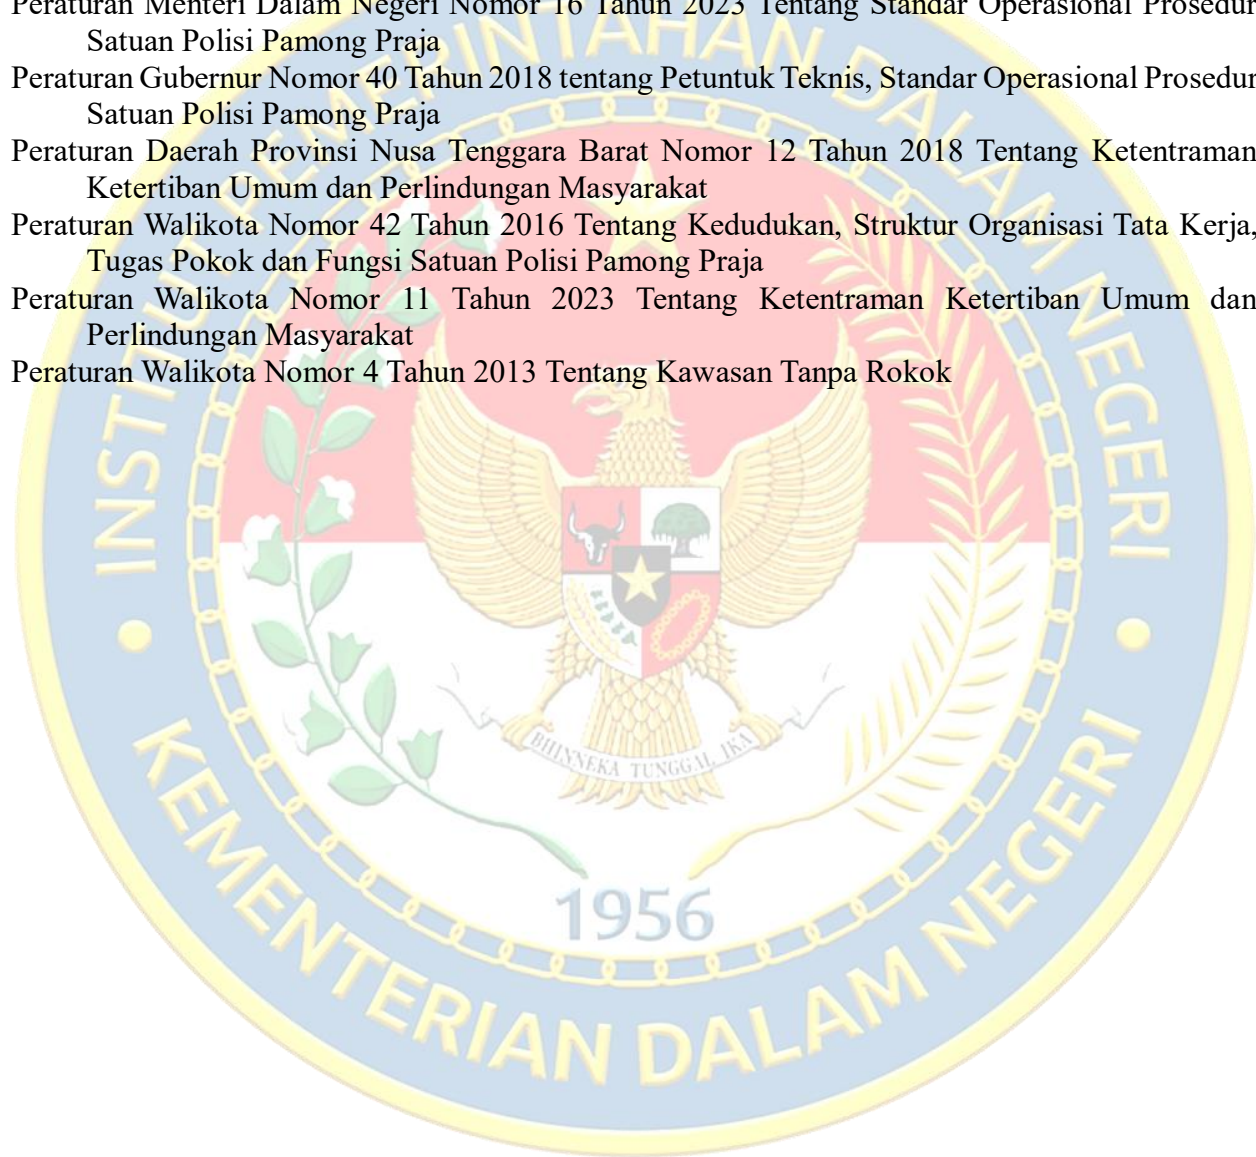 Peraturan Menteri Dalam Negeri Nomor 16 Tahun 2023 Tentang Standar Operasional Prosedur
Satuan Polisi Pamong Praja
Peraturan Gubernur Nomor 40 Tahun 2018 tentang Petuntuk Teknis, Standar Operasional Prosedur
Satuan Polisi Pamong Praja
Peraturan Daerah Provinsi Nusa Tenggara Barat Nomor 12 Tahun 2018 Tentang Ketentraman
Ketertiban Umum dan Perlindungan Masyarakat
Peraturan Walikota Nomor 42 Tahun 2016 Tentang Kedudukan, Struktur Organisasi Tata Kerja,
Tugas Pokok dan Fungsi Satuan Polisi Pamong Praja
Peraturan Walikota Nomor 11 Tahun 2023 Tentang Ketentraman Ketertiban Umum dan
Perlindungan Masyarakat
Peraturan Walikota Nomor 4 Tahun 2013 Tentang Kawasan Tanpa Rokok
INSTITUT PEMERINTAHAN DALAM NEGERI
BHINNEKA TUNGGAL IKA
1956
KEMENTERIAN DALAM NEGERI